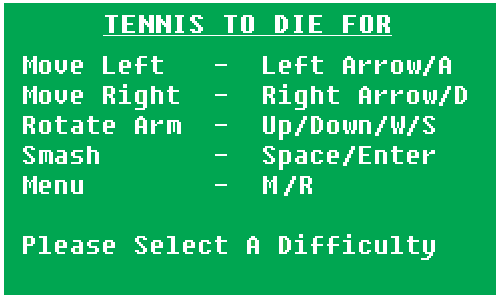 TENNIS TO DIE FOR
Move Left - Left Arrow/A
Move Right - Right Arrow/D
Rotate Arm - Up/Down/W/S
Smash - Space/Enter
Menu - M/R
Please Select A Difficulty